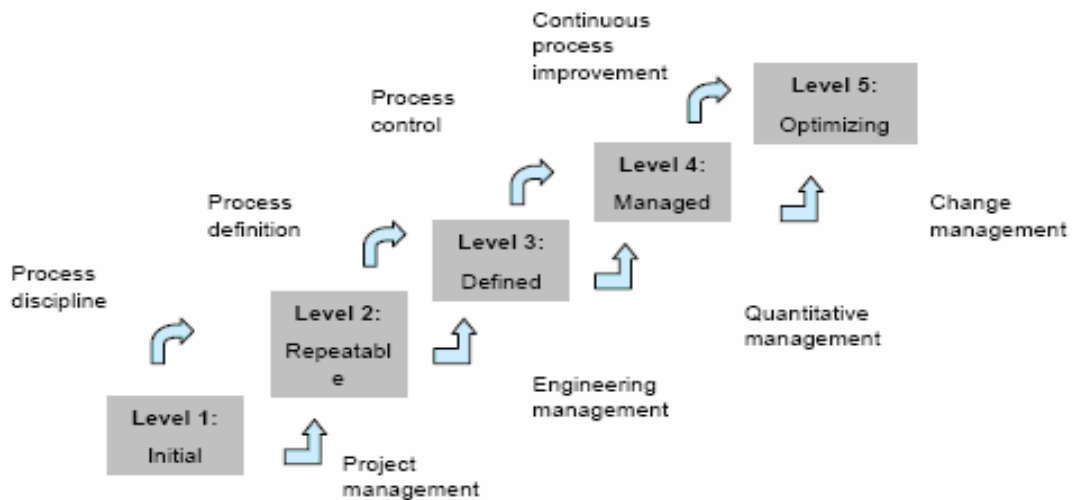 Continuous
process
improvement
Level 5:
Optimizing
Process
control
Level 4:
Managed
Change
management
Process
definition
Level 3:
Defined
Quantitative
management
Process
discipline
Level 2:
Repeatabl
e
Engineering
management
Level 1:
Initial
Project
management